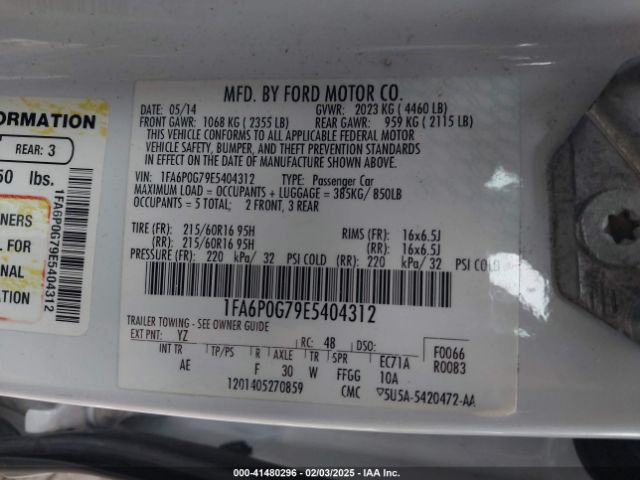 MFD. BY FORD MOTOR CO.
DATE: 05/14 GVWR: 2023 KG ( 4460 LB)
FRONT GAWR: 1068 KG ( 2355 LB) REAR GAWR: 959 KG ( 2115 LB)
THIS VEHICLE CONFORMS TO ALL APPLICABLE FEDERAL MOTOR
VEHICLE SAFETY, BUMPER, AND THEFT PREVENTION STANDARDS
IN EFFECT ON THE DATE OF MANUFACTURE SHOWN ABOVE.
VIN: 1FA6P0G79E5404312 TYPE: Passenger Car
MAXIMUM LOAD = OCCUPANTS + LUGGAGE = 385KG/ 850LB
OCCUPANTS = 5 TOTAL; 2 FRONT, 3 REAR
TIRE (FR): 215/60R16 95H RIMS (FR): 16x6.5J
(RR): 215/60R16 95H (RR): 16x6.5J
PRESSURE (FR): 220 kPa/ 32 PSI COLD (RR): 220 kPa/ 32 PSI COLD
1FA6P0G79E5404312
TRAILER TOWING - SEE OWNER GUIDE
EXT PNT: YZ RC: 48 DSO: F0066
INT TR TP/PS R AXLE TR SPR EC71A R0083
AE F 30 W FFGG 10A
1201405270859 CMC ▽5U5A-5420472-AA
FORMATION
REAR: 3
50 lbs.
1FA6P0G79E5404312
NERS
FOR
NAL
ATION
000-41480296 - 02/03/2025 - IAA Inc.